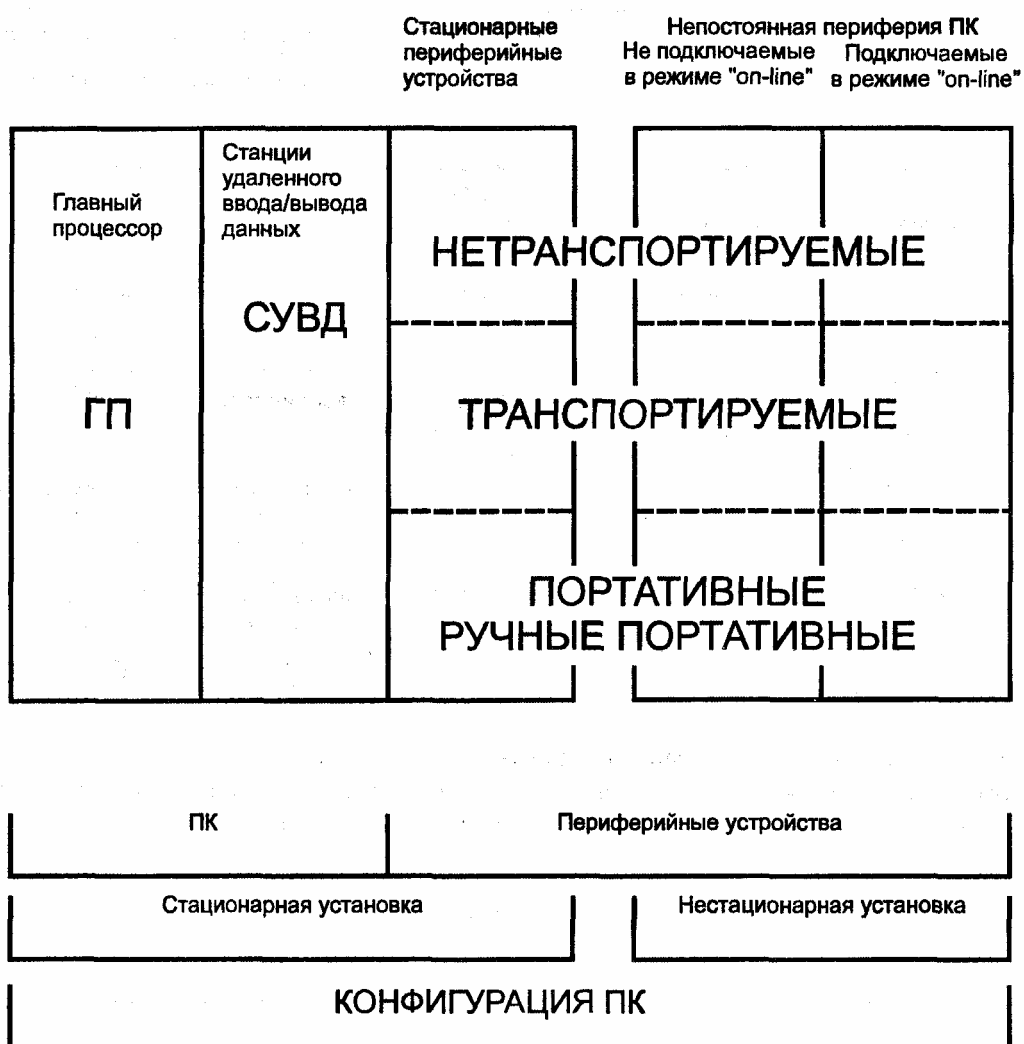 Стационарные
периферийные
устройства
Непостоянная периферия ПК
Не подключаемые
в режиме "on-line"
Подключаемые
в режиме "on-line"
Главный
процессор
ГП
Станции
удаленного
ввода/вывода
данных
СУВД
НЕТРАНСПОРТИРУЕМЫЕ
ТРАНСПОРТИРУЕМЫЕ
ПОРТАТИВНЫЕ
РУЧНЫЕ ПОРТАТИВНЫЕ
ПК
Периферийные устройства
Стационарная установка
Нестационарная установка
КОНФИГУРАЦИЯ ПК